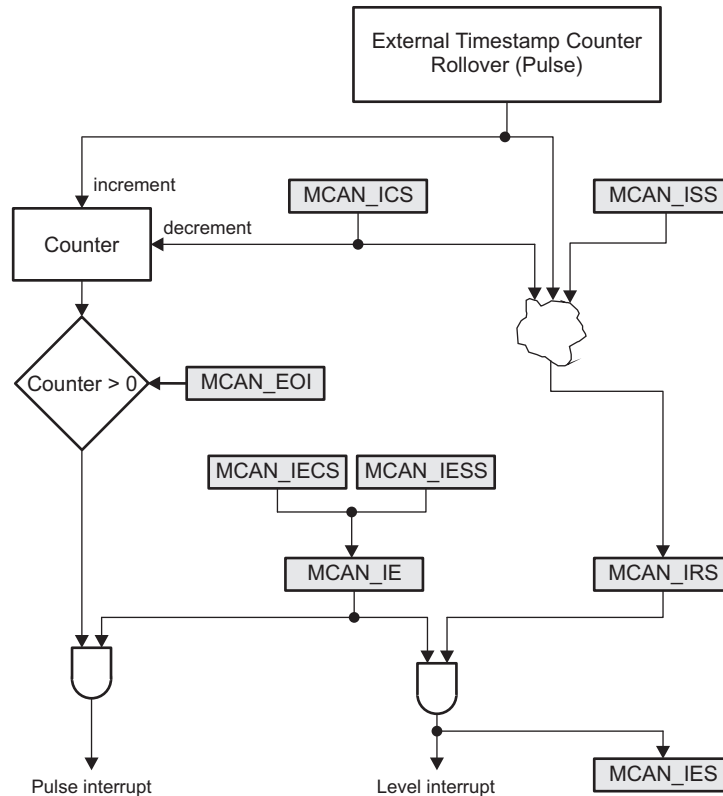 External Timestamp Counter
Rollover (Pulse)
increment
MCAN_ICS
MCAN_ISS
decrement
Counter
Counter > 0
MCAN_EOI
MCAN_IECS
MCAN_IESS
MCAN_IE
MCAN_IRS
Pulse interrupt
Level interrupt
MCAN_IES